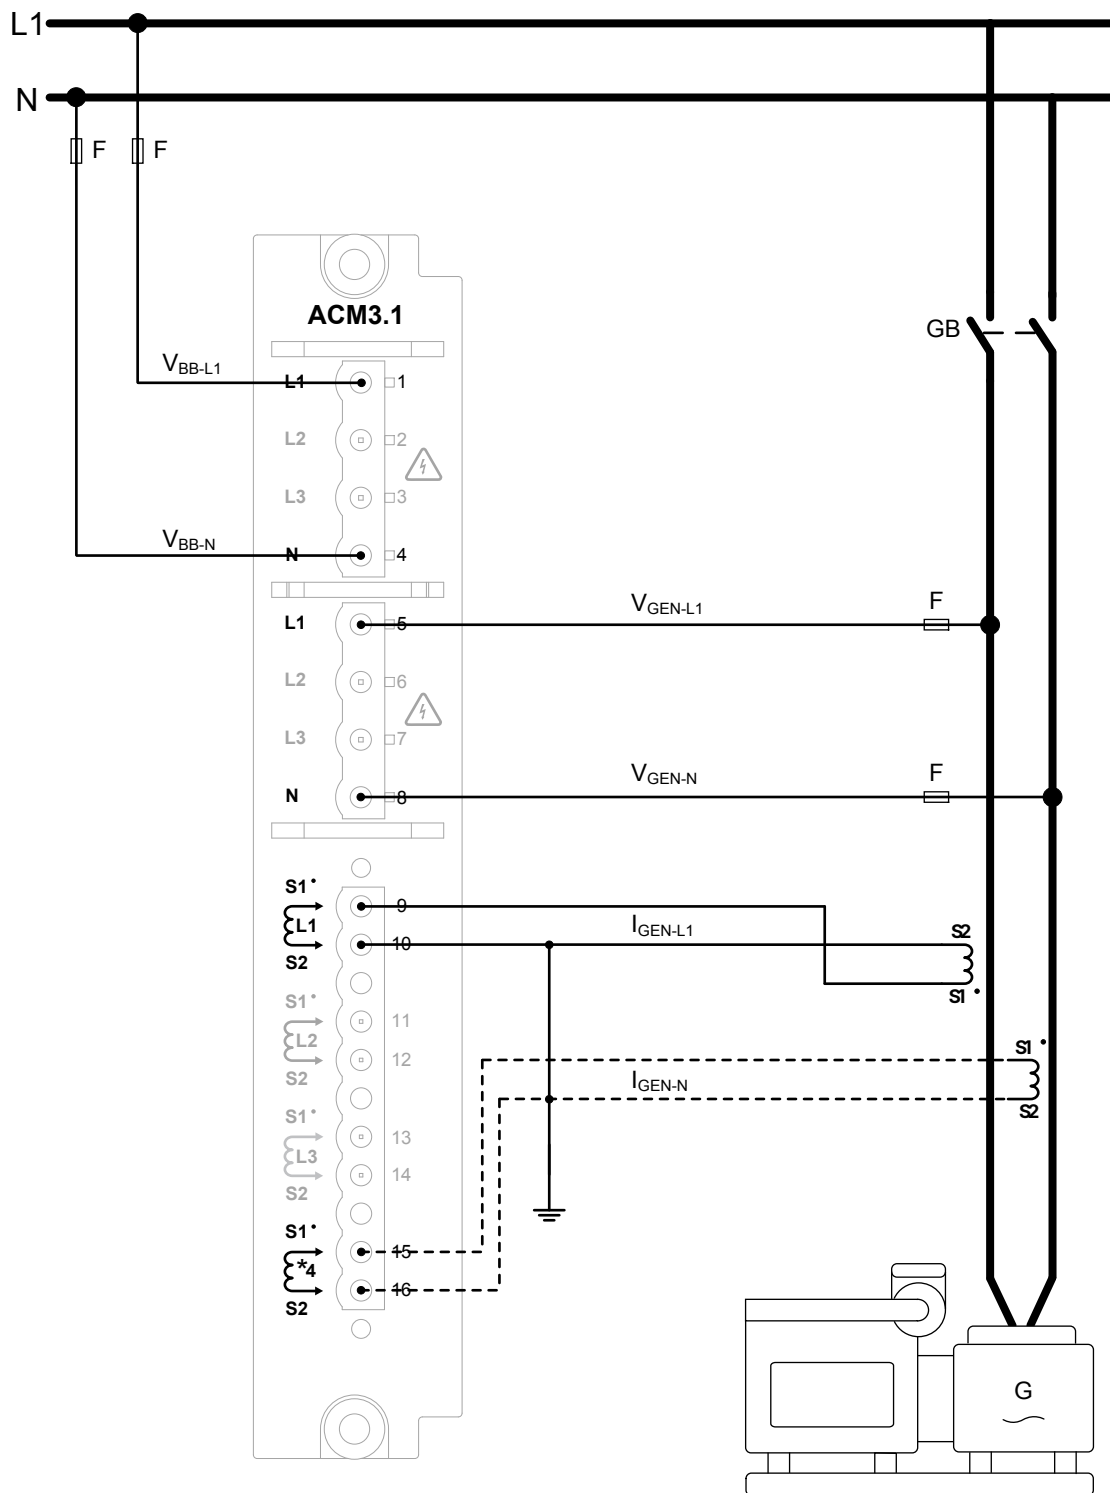 L1
N
F F
ACM3.1
GB
V_BB-L1
L1 1
L2 2
L3 3
V_BB-N
N 4
L1 5
V_GEN-L1
F
L2 6
L3 7
N 8
V_GEN-N
F
S1•
9
L1
I_GEN-L1
S2
10
S2
S1•
S1•
11
L2
12
S2
S1•
I_GEN-N
S2
S1•
13
L3
14
S2
S1•
15
*4
16
S2
G